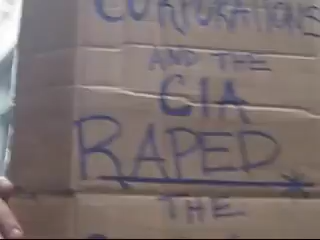 CORPORATIONS
AND THE
CIA
RAPED
THE